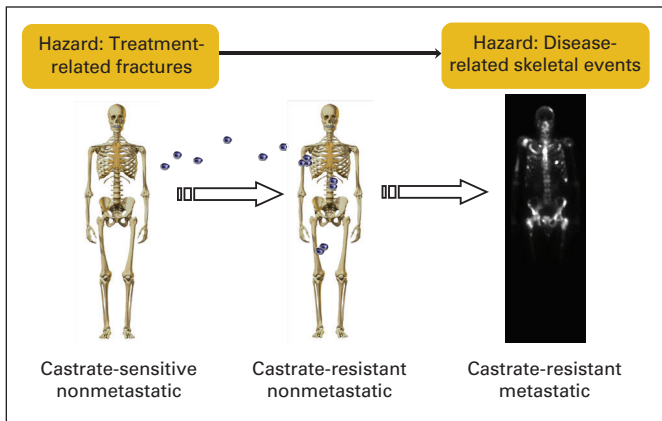 Hazard: Treatment-
related fractures
Hazard: Disease-
related skeletal events
Castrate-sensitive
nonmetastatic
Castrate-resistant
nonmetastatic
Castrate-resistant
metastatic